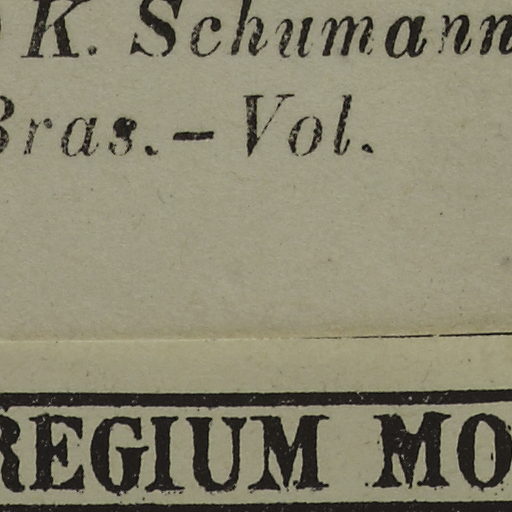 ) K. Schumann
Bras. – Vol.
REGIUM MO